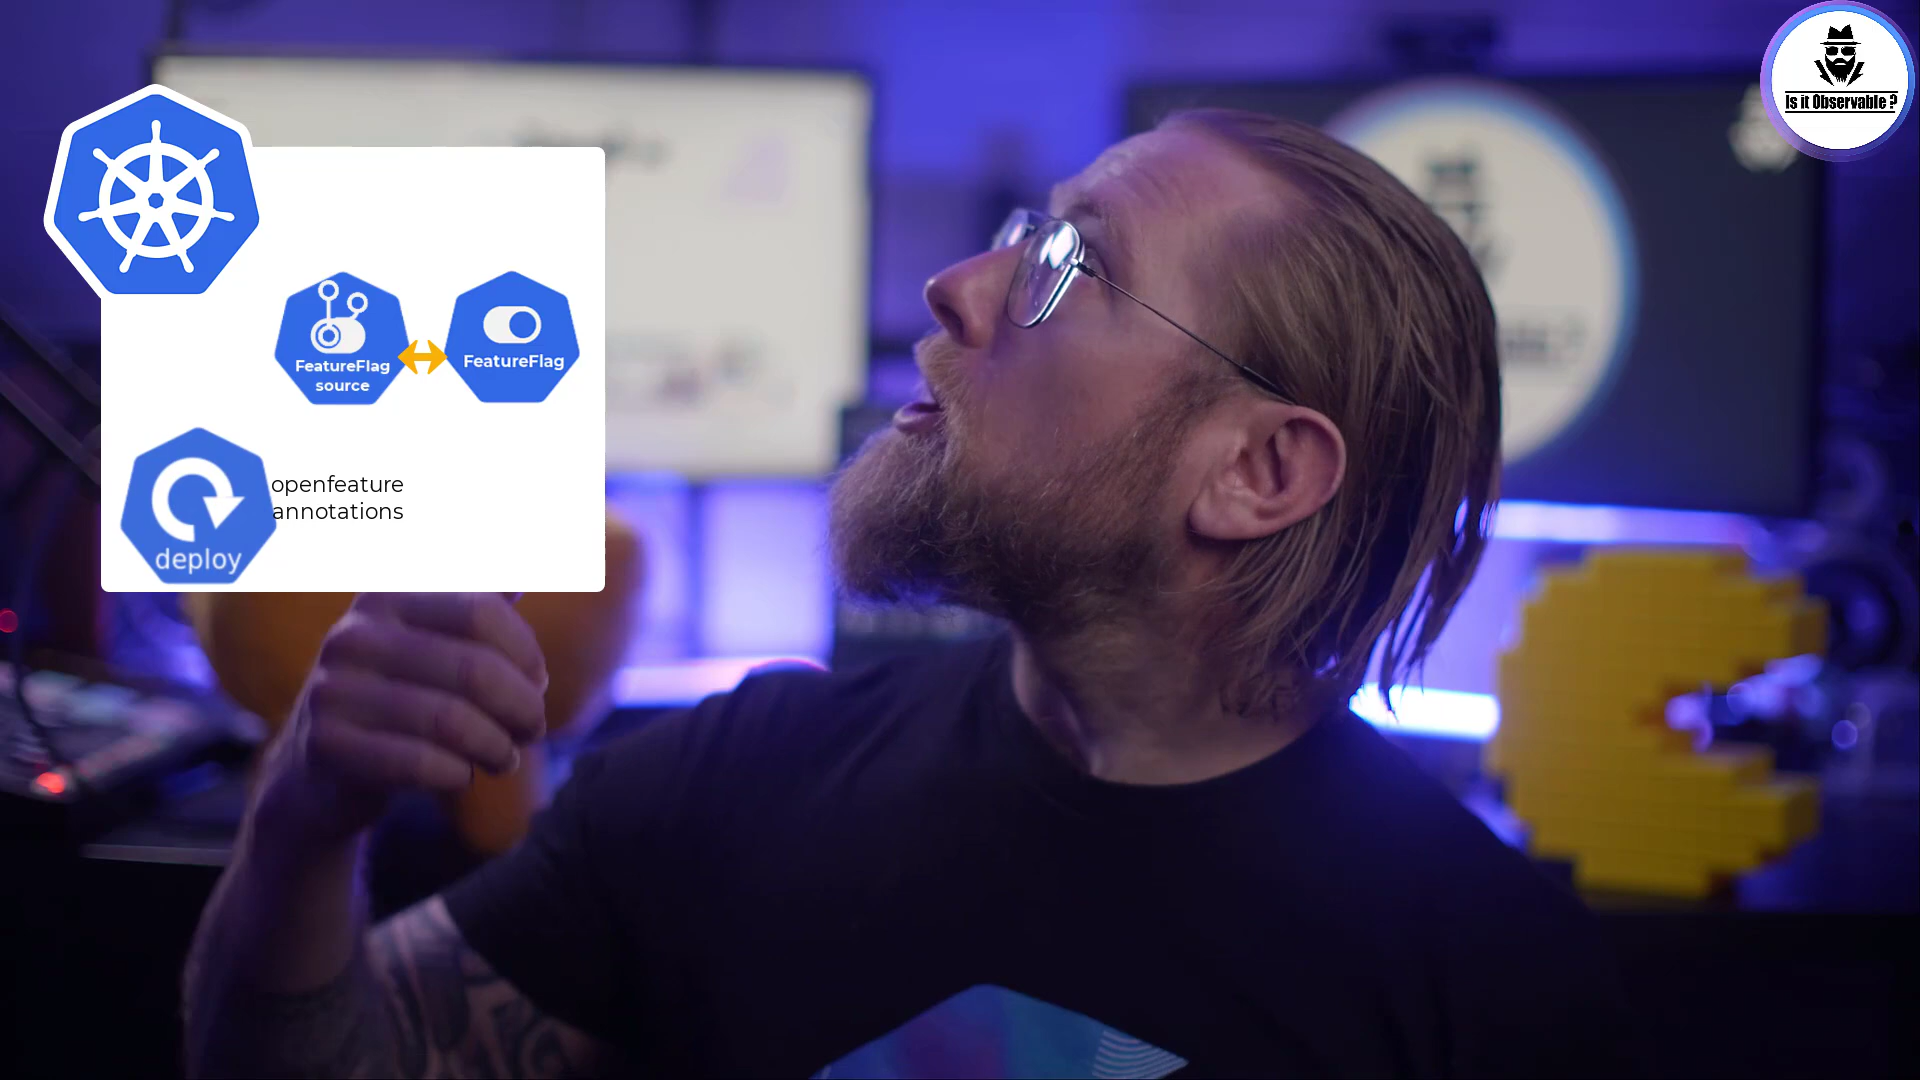 Is it Observable ?
FeatureFlag
source
FeatureFlag
openfeature
annotations
deploy